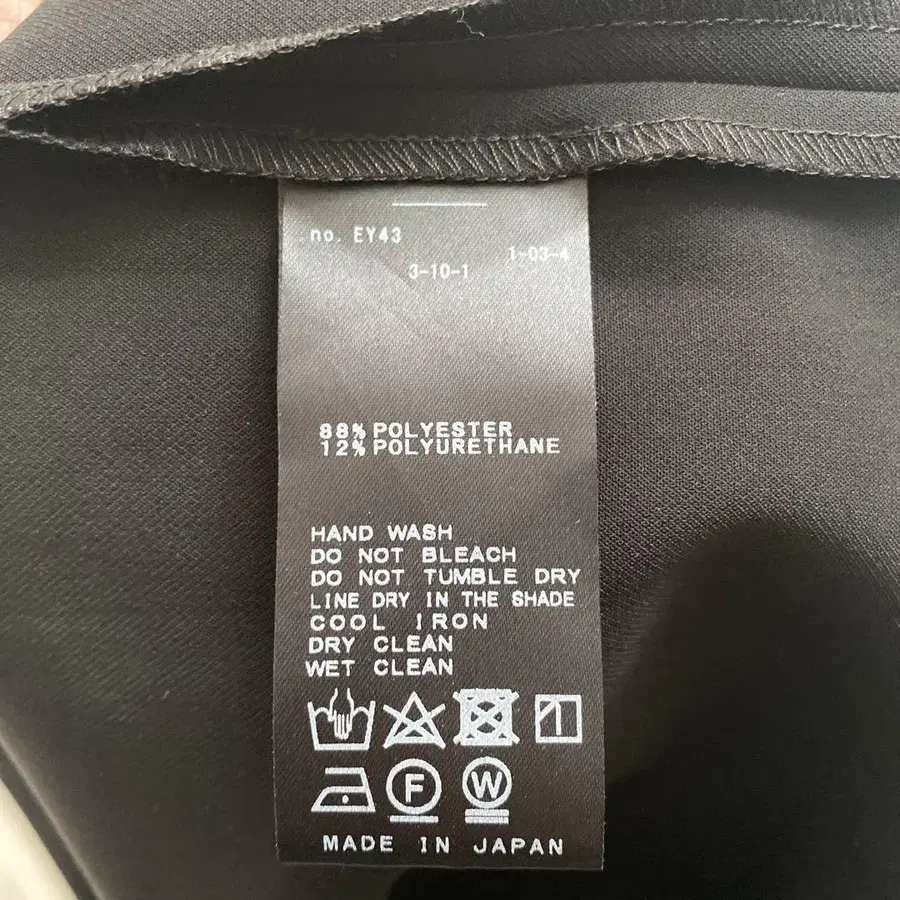 no. EY43
1-03-4
3-10-1
88% POLYESTER
12% POLYURETHANE
HAND WASH
DO NOT BLEACH
DO NOT TUMBLE DRY
LINE DRY IN THE SHADE
COOL IRON
DRY CLEAN
WET CLEAN
F W
MADE IN JAPAN